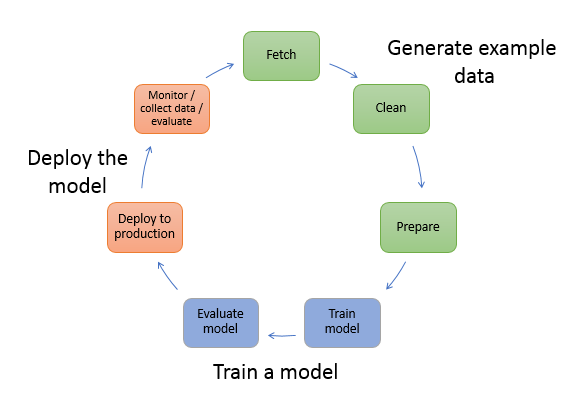 Fetch
Generate example
data
Clean
Monitor /
collect data /
evaluate
Deploy the
model
Deploy to
production
Prepare
Evaluate
model
Train
model
Train a model